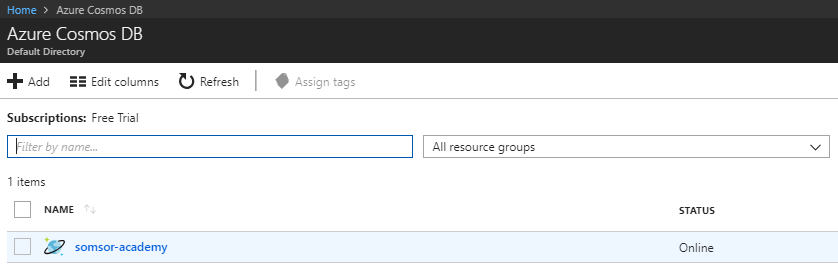 Home > Azure Cosmos DB
Azure Cosmos DB
Default Directory
Add Edit columns Refresh Assign tags
Subscriptions: Free Trial
Filter by name... All resource groups
1 items
NAME STATUS
somsor-academy Online